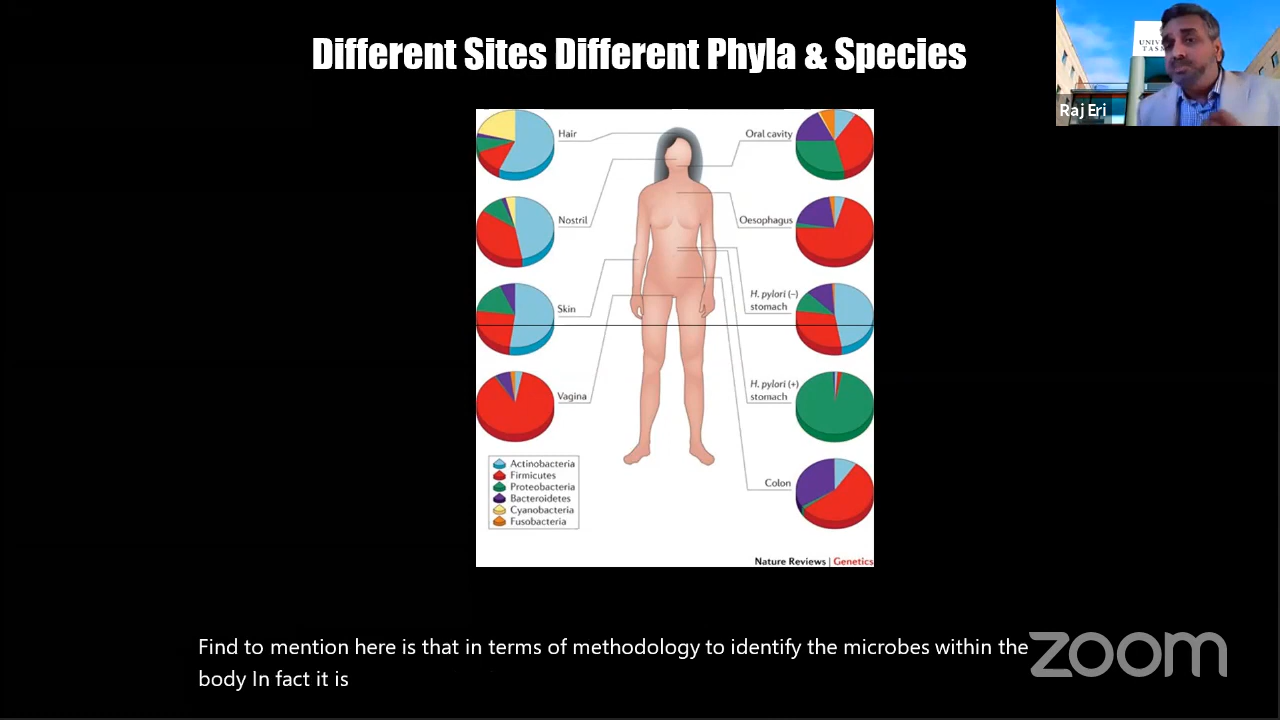 Different Sites Different Phyla & Species
Raj Eri
Hair
Oral cavity
Nostril
Oesophagus
Skin
H. pylori (–)
stomach
Vagina
H. pylori (+)
stomach
Colon
Actinobacteria
Firmicutes
Proteobacteria
Bacteroidetes
Cyanobacteria
Fusobacteria
Nature Reviews | Genetics
Find to mention here is that in terms of methodology to identify the microbes within the
body In fact it is
zoom